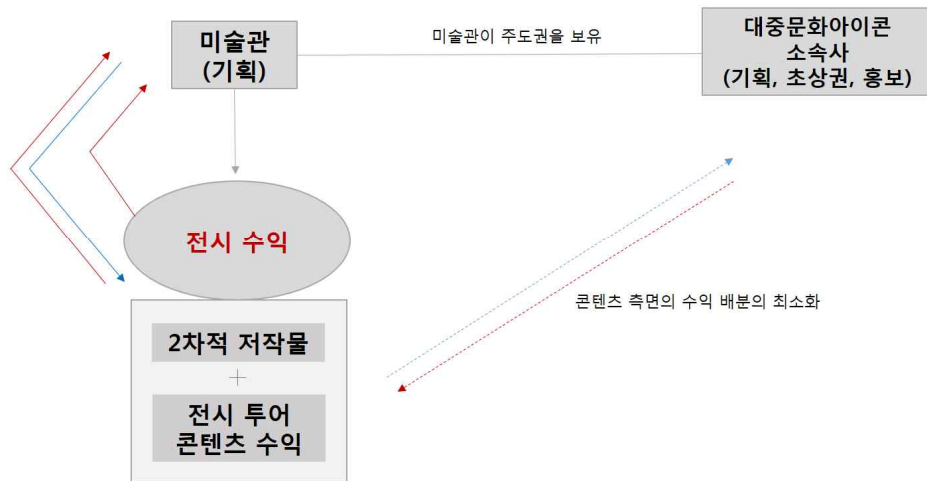 미술관
(기획)
미술관이 주도권을 보유
대중문화아이콘
소속사
(기획, 초상권, 홍보)
전시 수익
콘텐츠 측면의 수익 배분의 최소화
2차적 저작물
+
전시 투어
콘텐츠 수익